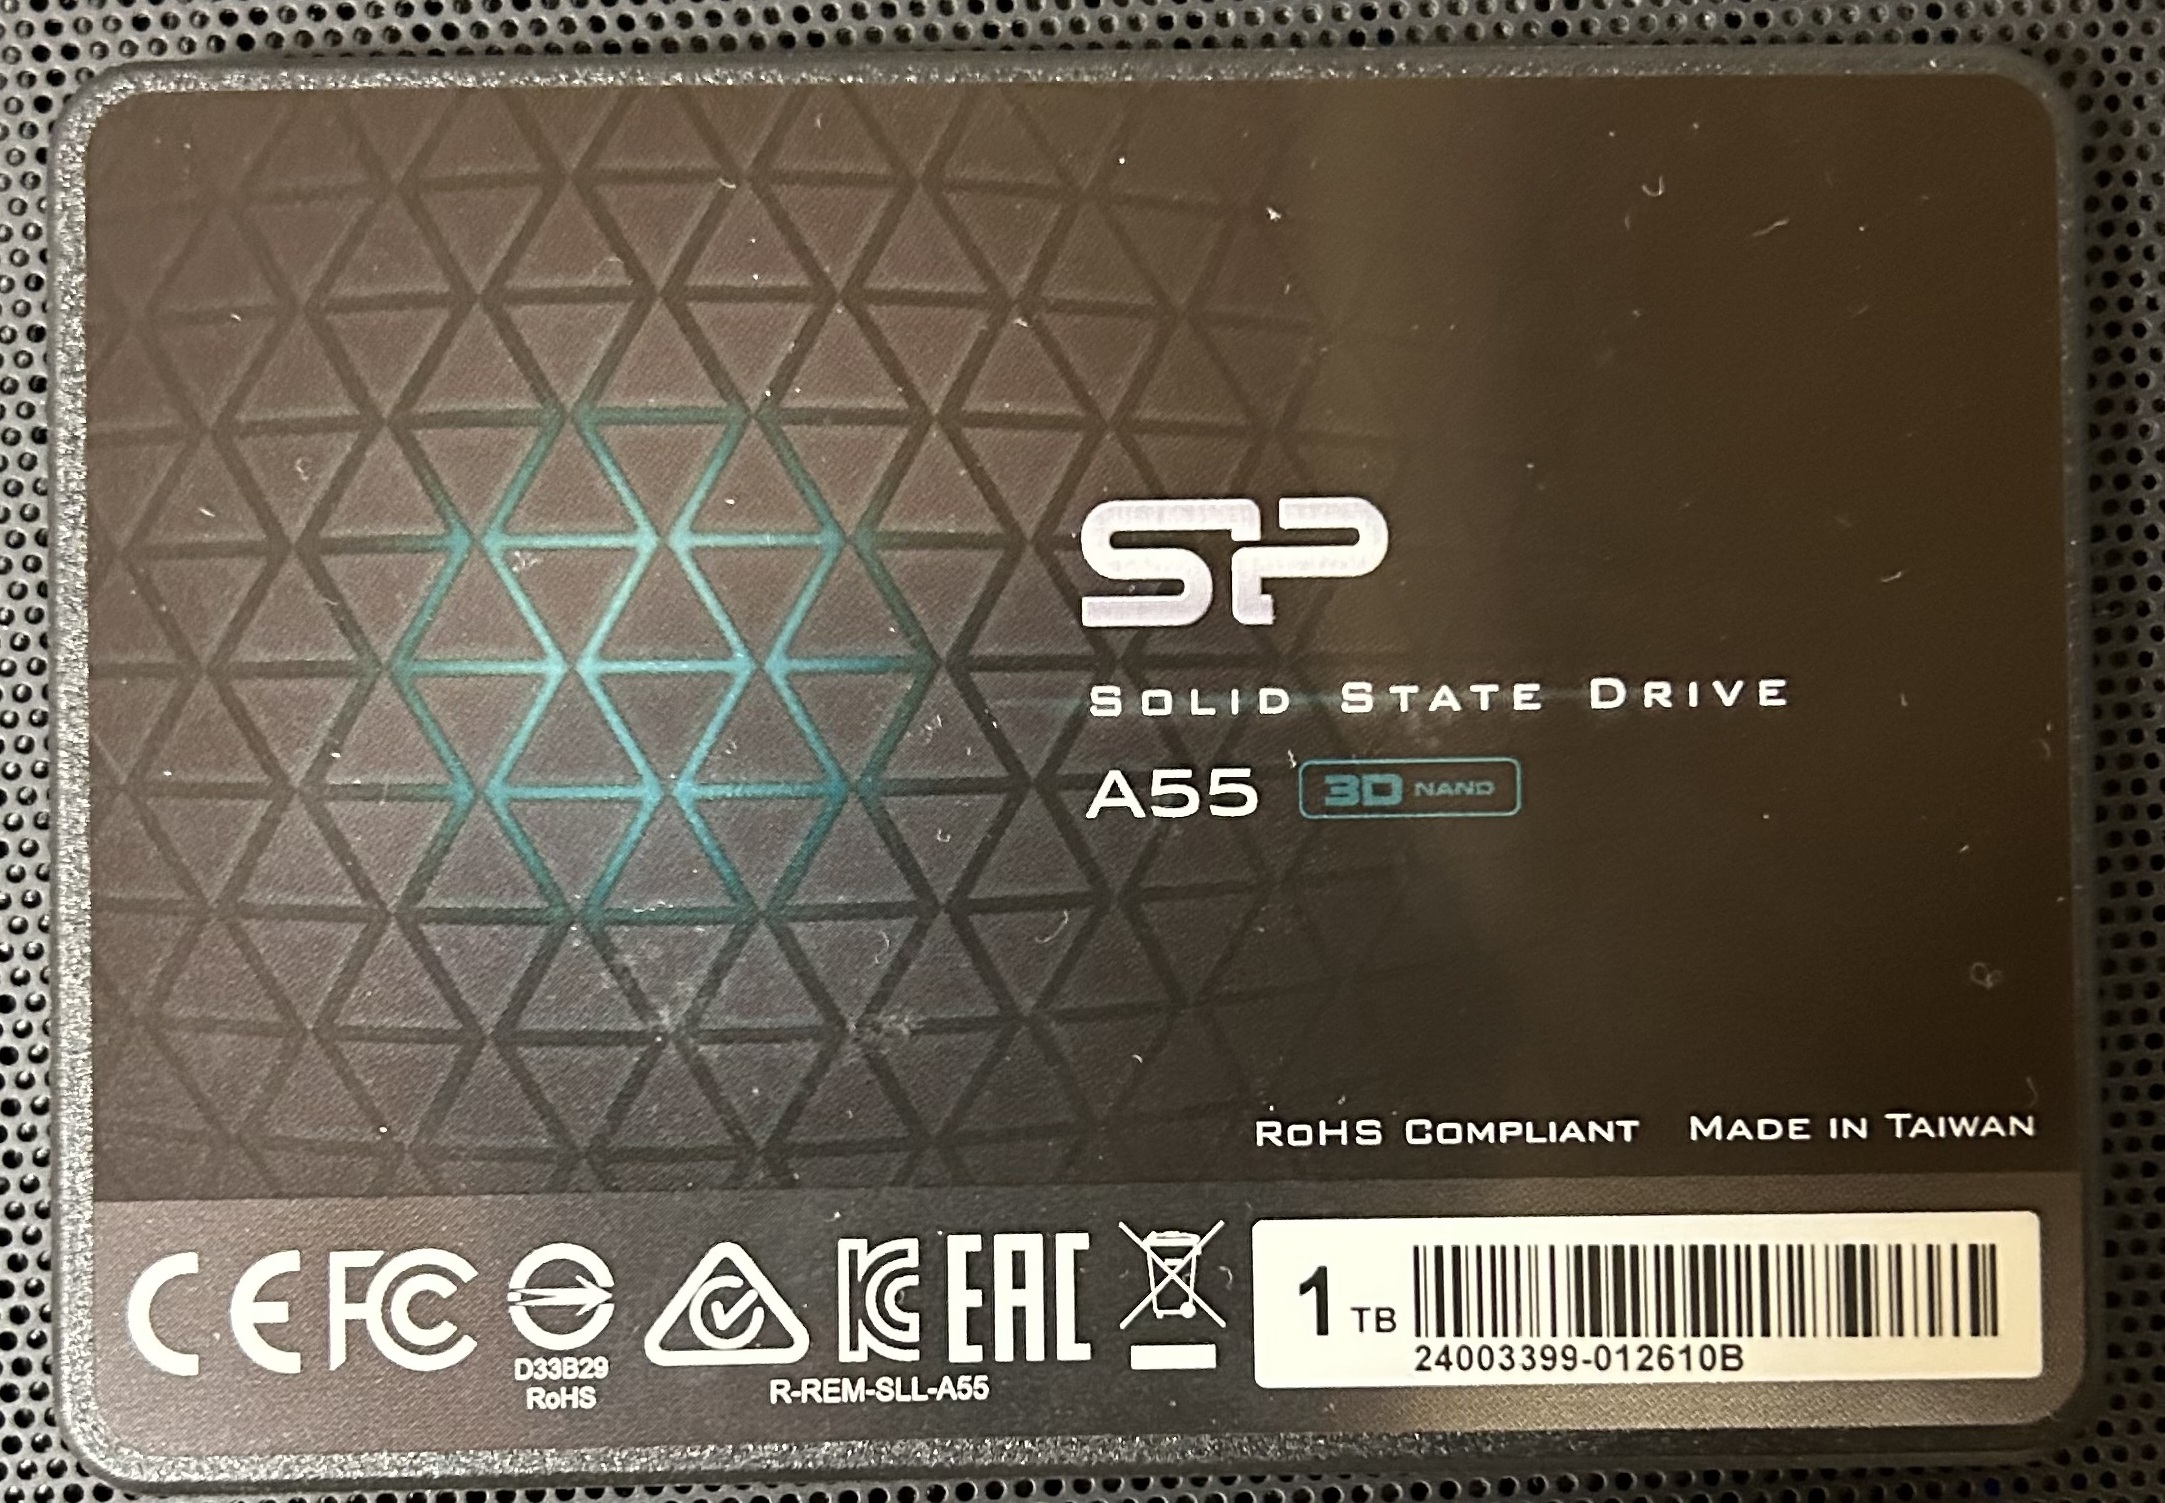 SP
SOLID STATE DRIVE
A55 3D NAND
ROHS COMPLIANT MADE IN TAIWAN
CE FC D33B29 RoHS KC EAC
R-REM-SLL-A55
1 TB
24003399-012610B